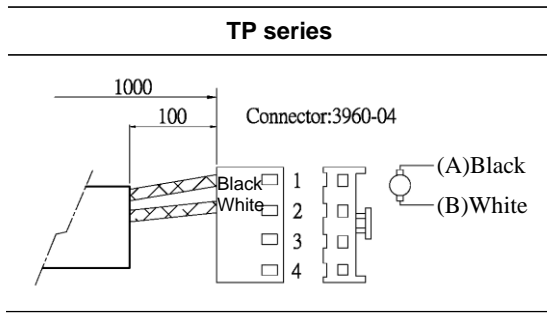 TP series
1000
100 Connector:3960-04
Black 1
White 2
3
4
(A)Black
(B)White